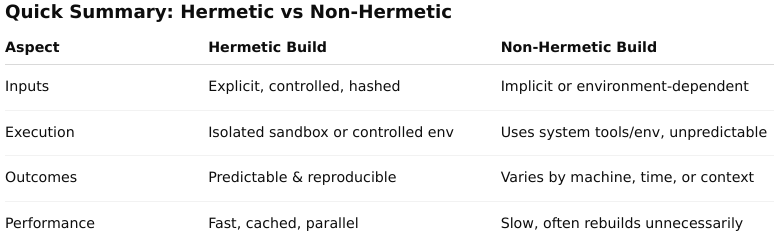 Quick Summary: Hermetic vs Non-Hermetic
Aspect Hermetic Build Non-Hermetic Build
Inputs Explicit, controlled, hashed Implicit or environment-dependent
Execution Isolated sandbox or controlled env Uses system tools/env, unpredictable
Outcomes Predictable & reproducible Varies by machine, time, or context
Performance Fast, cached, parallel Slow, often rebuilds unnecessarily